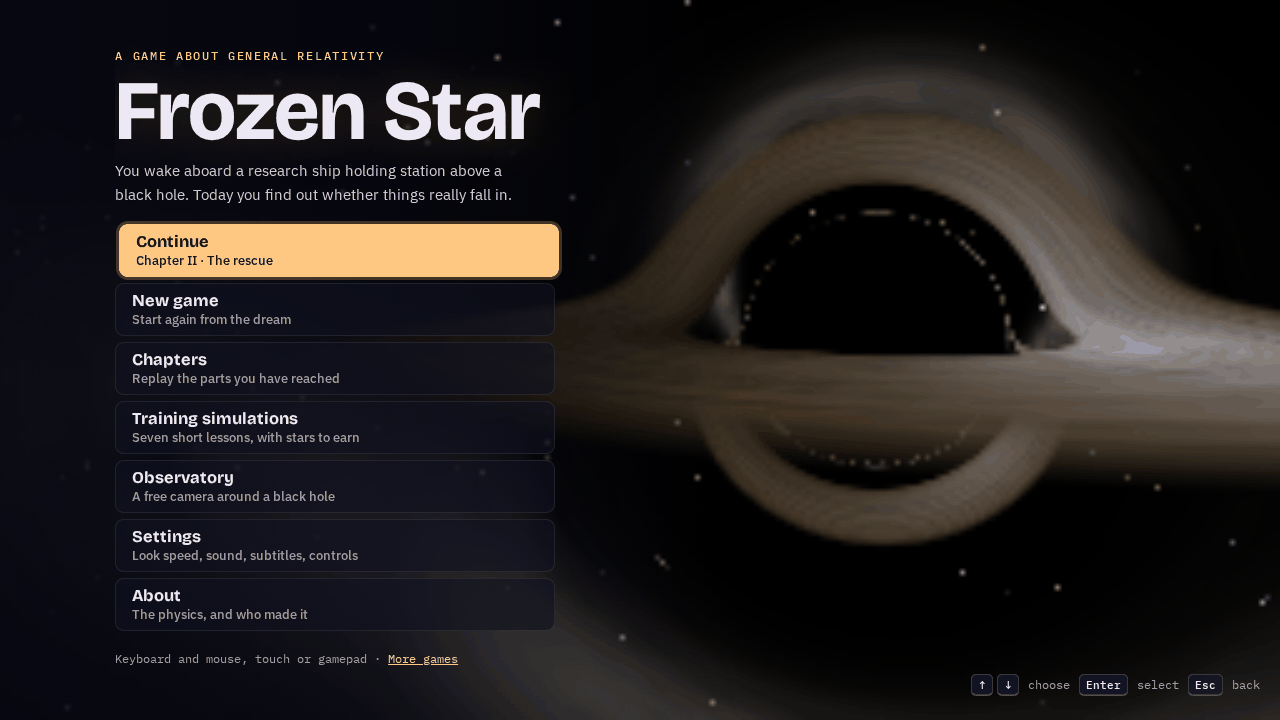 A GAME ABOUT GENERAL RELATIVITY
Frozen Star
You wake aboard a research ship holding station above a
black hole. Today you find out whether things really fall in.
Continue
Chapter II · The rescue
New game
Start again from the dream
Chapters
Replay the parts you have reached
Training simulations
Seven short lessons, with stars to earn
Observatory
A free camera around a black hole
Settings
Look speed, sound, subtitles, controls
About
The physics, and who made it
Keyboard and mouse, touch or gamepad · More games
↑ ↓ choose Enter select Esc back